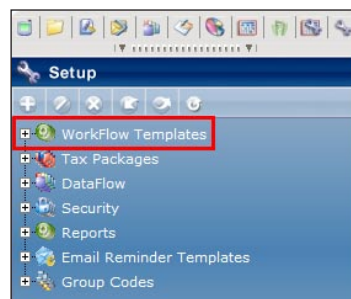 Setup
WorkFlow Templates
Tax Packages
DataFlow
Security
Reports
Email Reminder Templates
Group Codes